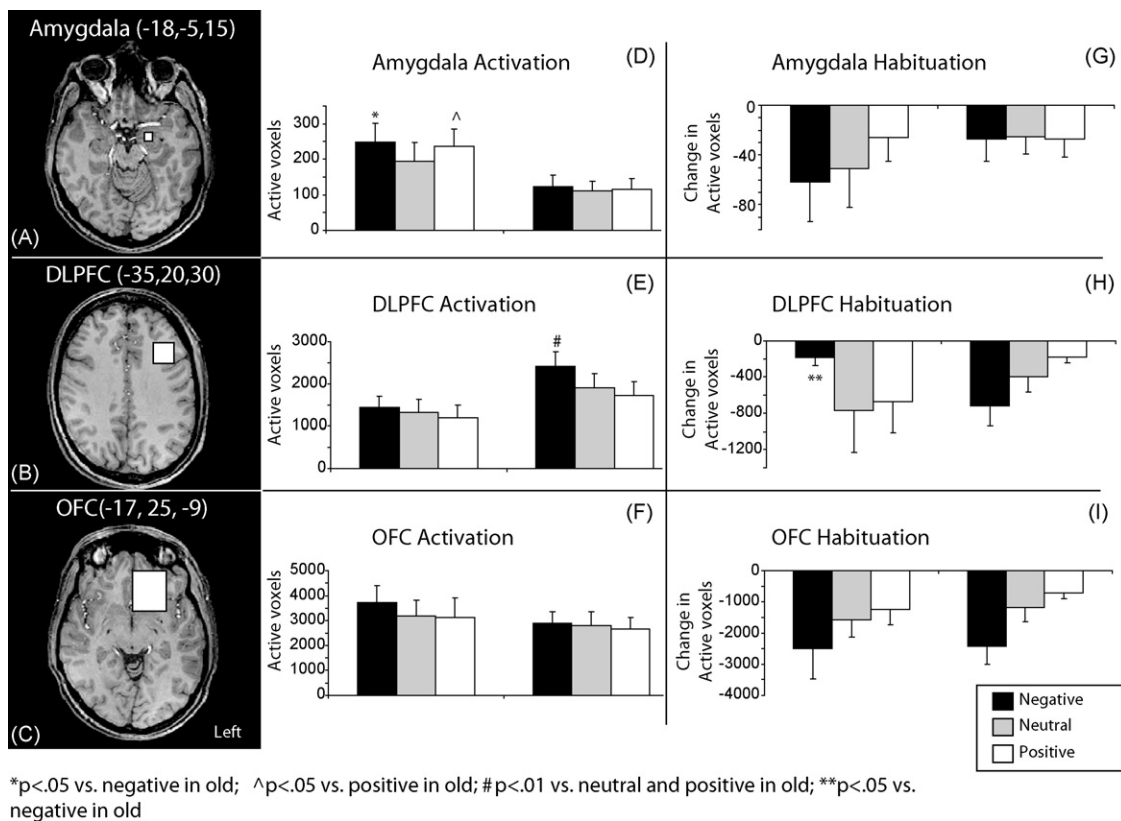 Amygdala (-18,-5,15)
(A)
Amygdala Activation
(D)
Active voxels
300
200
100
0
*
^
Amygdala Habituation
(G)
Change in
Active voxels
0
-40
-80
DLPFC (-35,20,30)
(B)
DLPFC Activation
(E)
Active voxels
3000
2000
1000
0
#
DLPFC Habituation
(H)
Change in
Active voxels
0
-400
-800
-1200
**
OFC(-17, 25, -9)
(C)
Left
OFC Activation
(F)
Active voxels
5000
4000
3000
2000
1000
0
OFC Habituation
(I)
Change in
Active voxels
0
-1000
-2000
-3000
-4000
Negative
Neutral
Positive
*p<.05 vs. negative in old; ^p<.05 vs. positive in old; #p<.01 vs. neutral and positive in old; **p<.05 vs.
negative in old